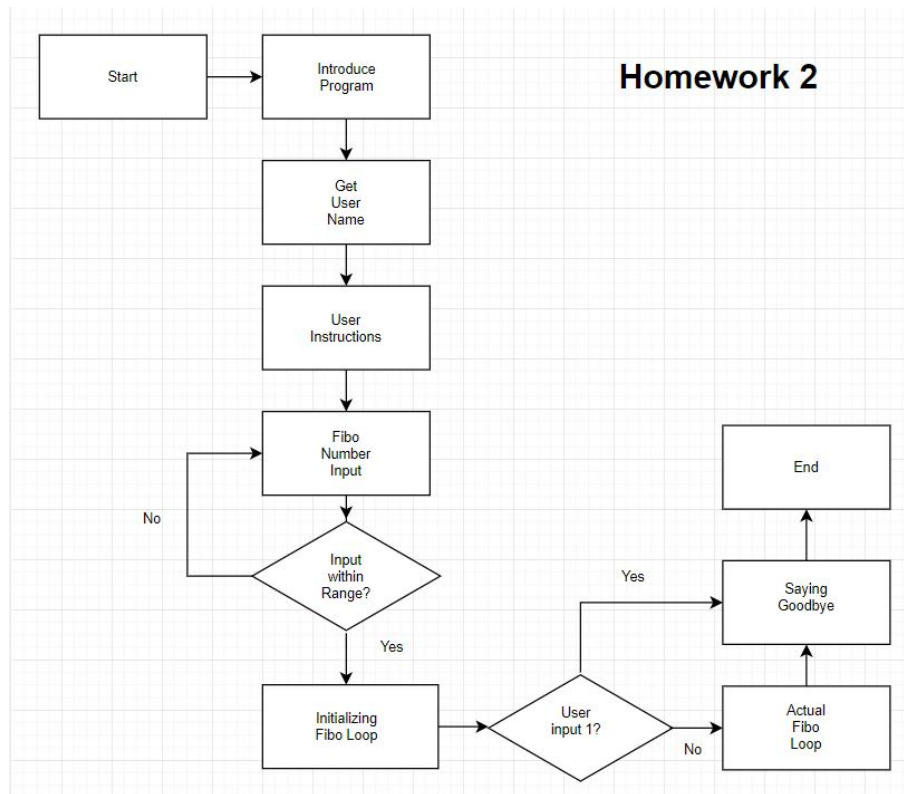 Homework 2
Start
Introduce
Program
Get
User
Name
User
Instructions
Fibo
Number
Input
No
Input
within
Range?
Yes
Initializing
Fibo Loop
User
input 1?
Yes
No
Actual
Fibo
Loop
Saying
Goodbye
End